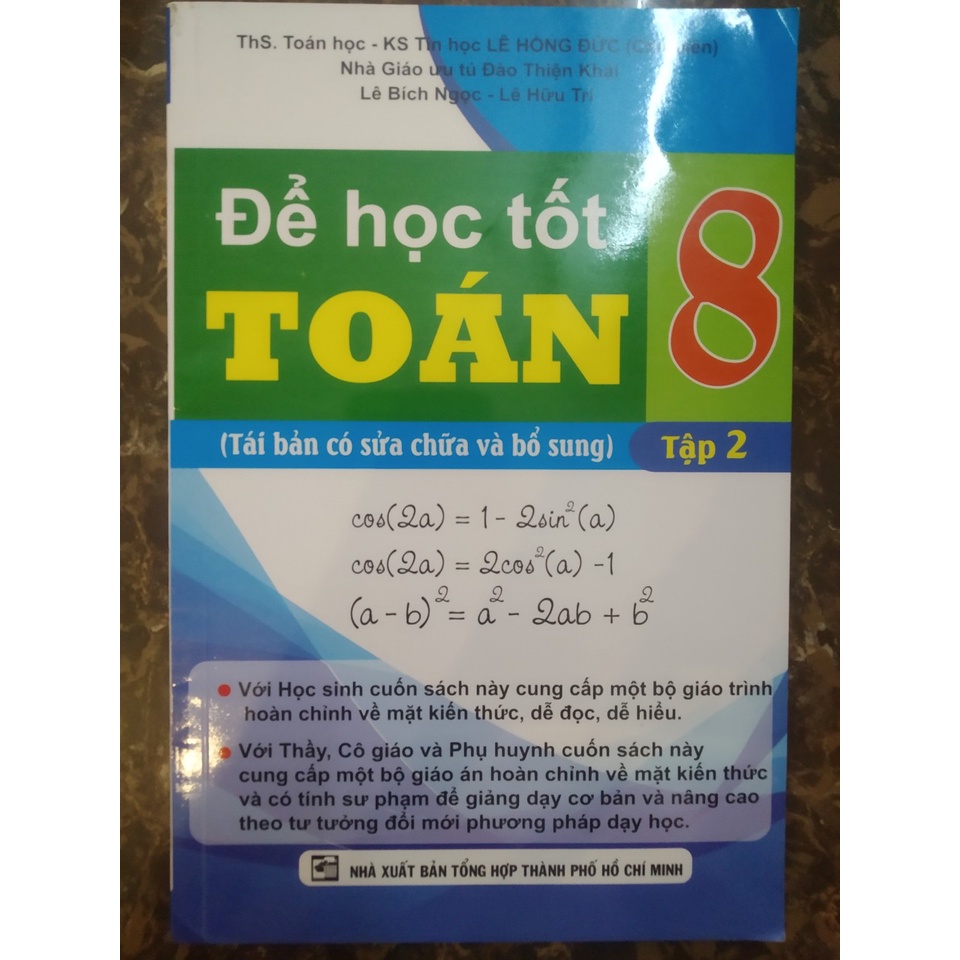 ThS. Toán học - KS Tin học LÊ HỒNG ĐỨC (Chủ biên)
Nhà Giáo ưu tú Đào Thiện Khải
Lê Bích Ngọc - Lê Hữu Trí
Để học tốt
TOÁN 8
(Tái bản có sửa chữa và bổ sung) Tập 2
cos(2a) = 1 - 2sin²(a)
cos(2a) = 2cos²(a) -1
(a - b)² = a² - 2ab + b²
• Với Học sinh cuốn sách này cung cấp một bộ giáo trình
hoàn chỉnh về mặt kiến thức, dễ đọc, dễ hiểu.
• Với Thầy, Cô giáo và Phụ huynh cuốn sách này
cung cấp một bộ giáo án hoàn chỉnh về mặt kiến thức
và có tính sư phạm để giảng dạy cơ bản và nâng cao
theo tư tưởng đổi mới phương pháp dạy học.
NHÀ XUẤT BẢN TỔNG HỢP THÀNH PHỐ HỒ CHÍ MINH